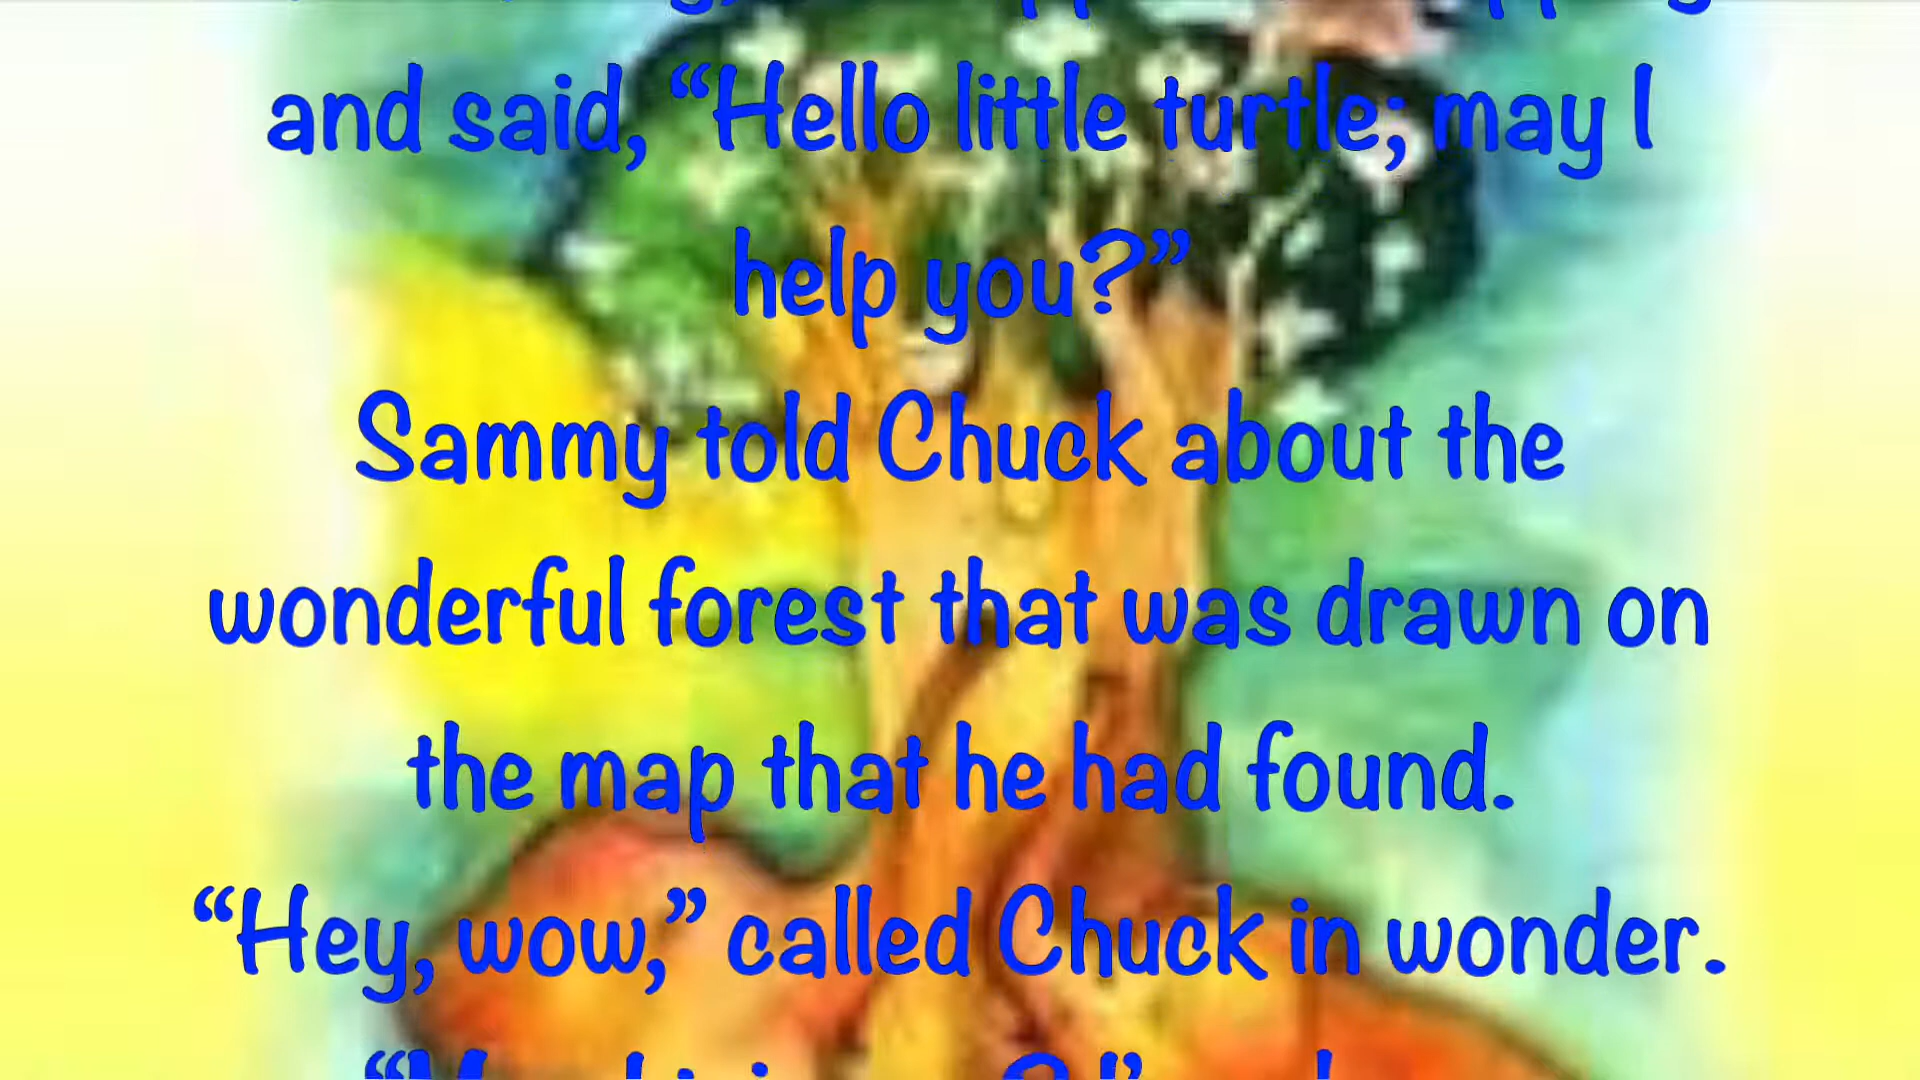 and said, “Hello little turtle; may I
help you?”
Sammy told Chuck about the
wonderful forest that was drawn on
the map that he had found.
“Hey, wow,” called Chuck in wonder.